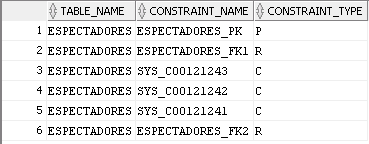 TABLE_NAME CONSTRAINT_NAME CONSTRAINT_TYPE
1 ESPECTADORES ESPECTADORES_PK P
2 ESPECTADORES ESPECTADORES_FK1 R
3 ESPECTADORES SYS_C00121243 C
4 ESPECTADORES SYS_C00121242 C
5 ESPECTADORES SYS_C00121241 C
6 ESPECTADORES ESPECTADORES_FK2 R